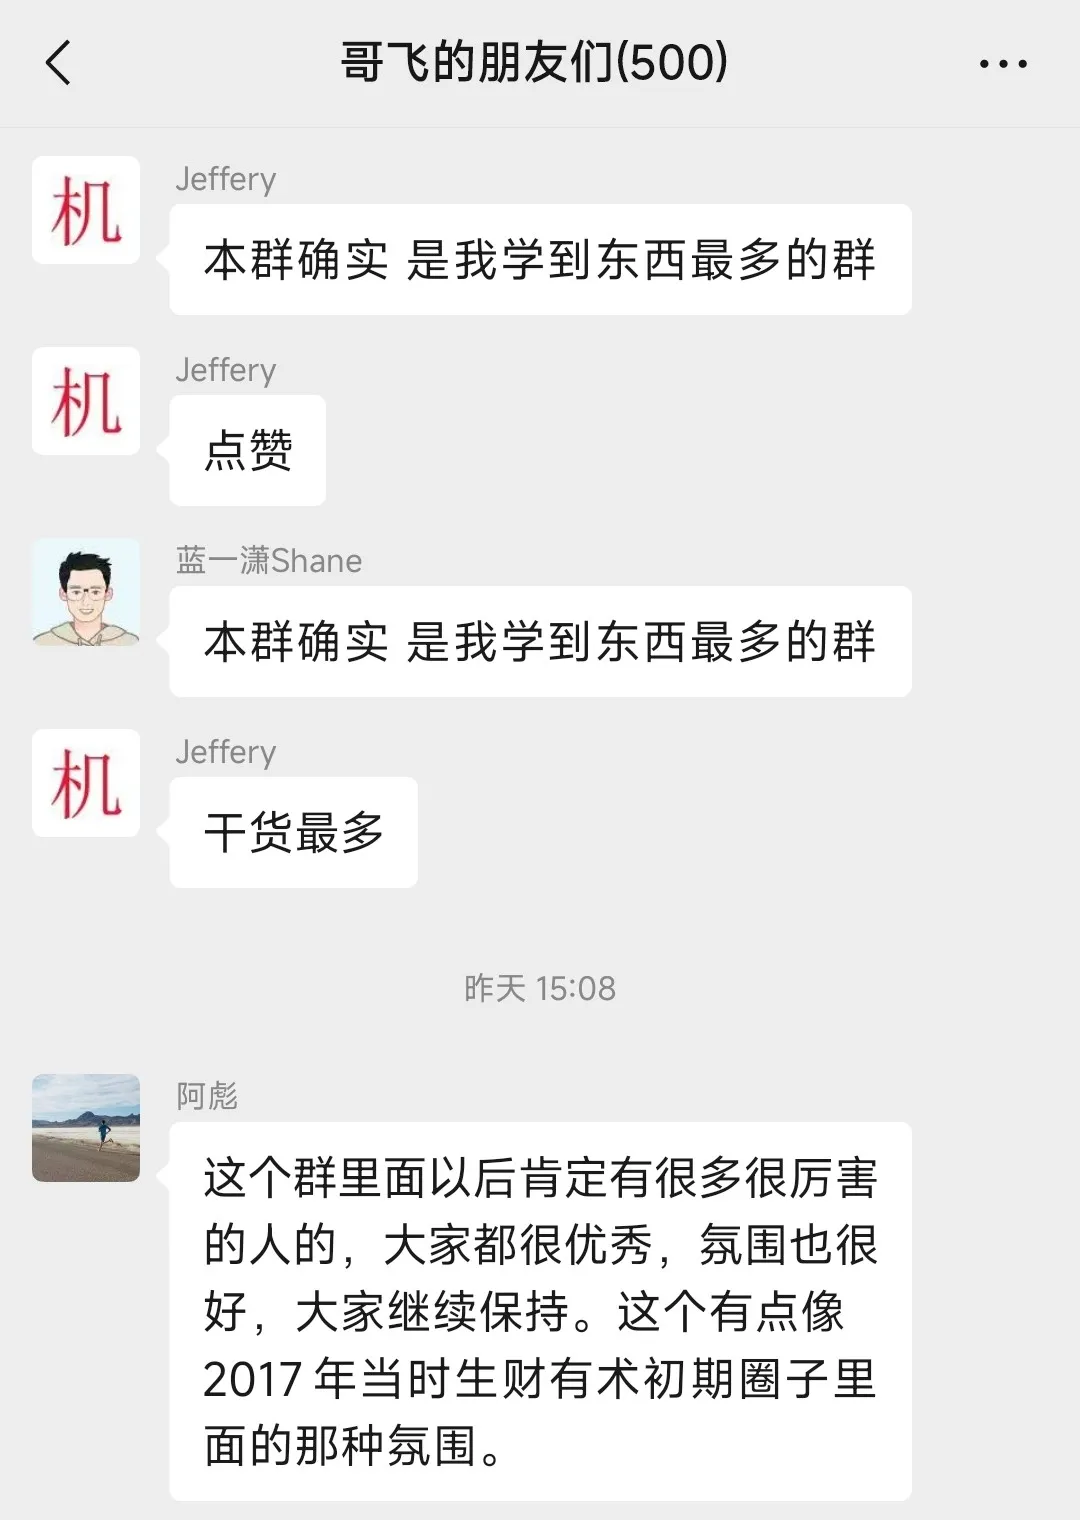 哥飞的朋友们(500)
机
Jeffery
本群确实 是我学到东西最多的群
机
Jeffery
点赞
蓝一潇Shane
本群确实 是我学到东西最多的群
机
Jeffery
干货最多
昨天 15:08
阿彪
这个群里面以后肯定有很多很厉害
的人的，大家都很优秀，氛围也很
好，大家继续保持。这个有点像
2017年当时生财有术初期圈子里
面的那种氛围。